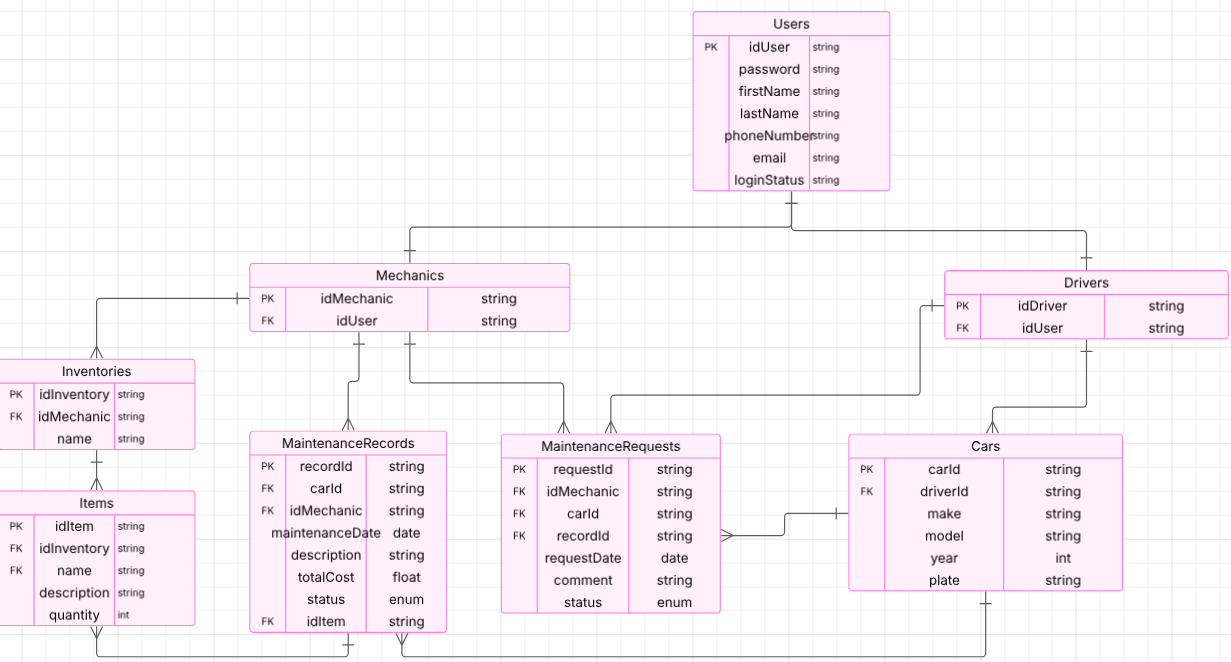 Users
PK idUser string
password string
firstName string
lastName string
phoneNumber string
email string
loginStatus string
Mechanics
PK idMechanic string
FK idUser string
Drivers
PK idDriver string
FK idUser string
Inventories
PK idInventory string
FK idMechanic string
name string
MaintenanceRecords
PK recordId string
FK carId string
FK idMechanic string
maintenanceDate date
description string
totalCost float
status enum
FK idItem string
MaintenanceRequests
PK requestId string
FK idMechanic string
FK carId string
FK recordId string
requestDate date
comment string
status enum
Cars
PK carId string
FK driverId string
make string
model string
year int
plate string
Items
PK idItem string
FK idInventory string
FK name string
description string
quantity int